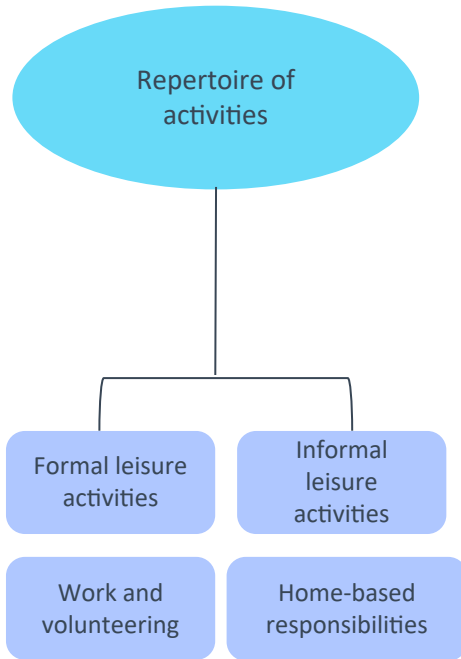 Repertoire of
activities
Formal leisure
activities
Informal
leisure
activities
Work and
volunteering
Home-based
responsibilities